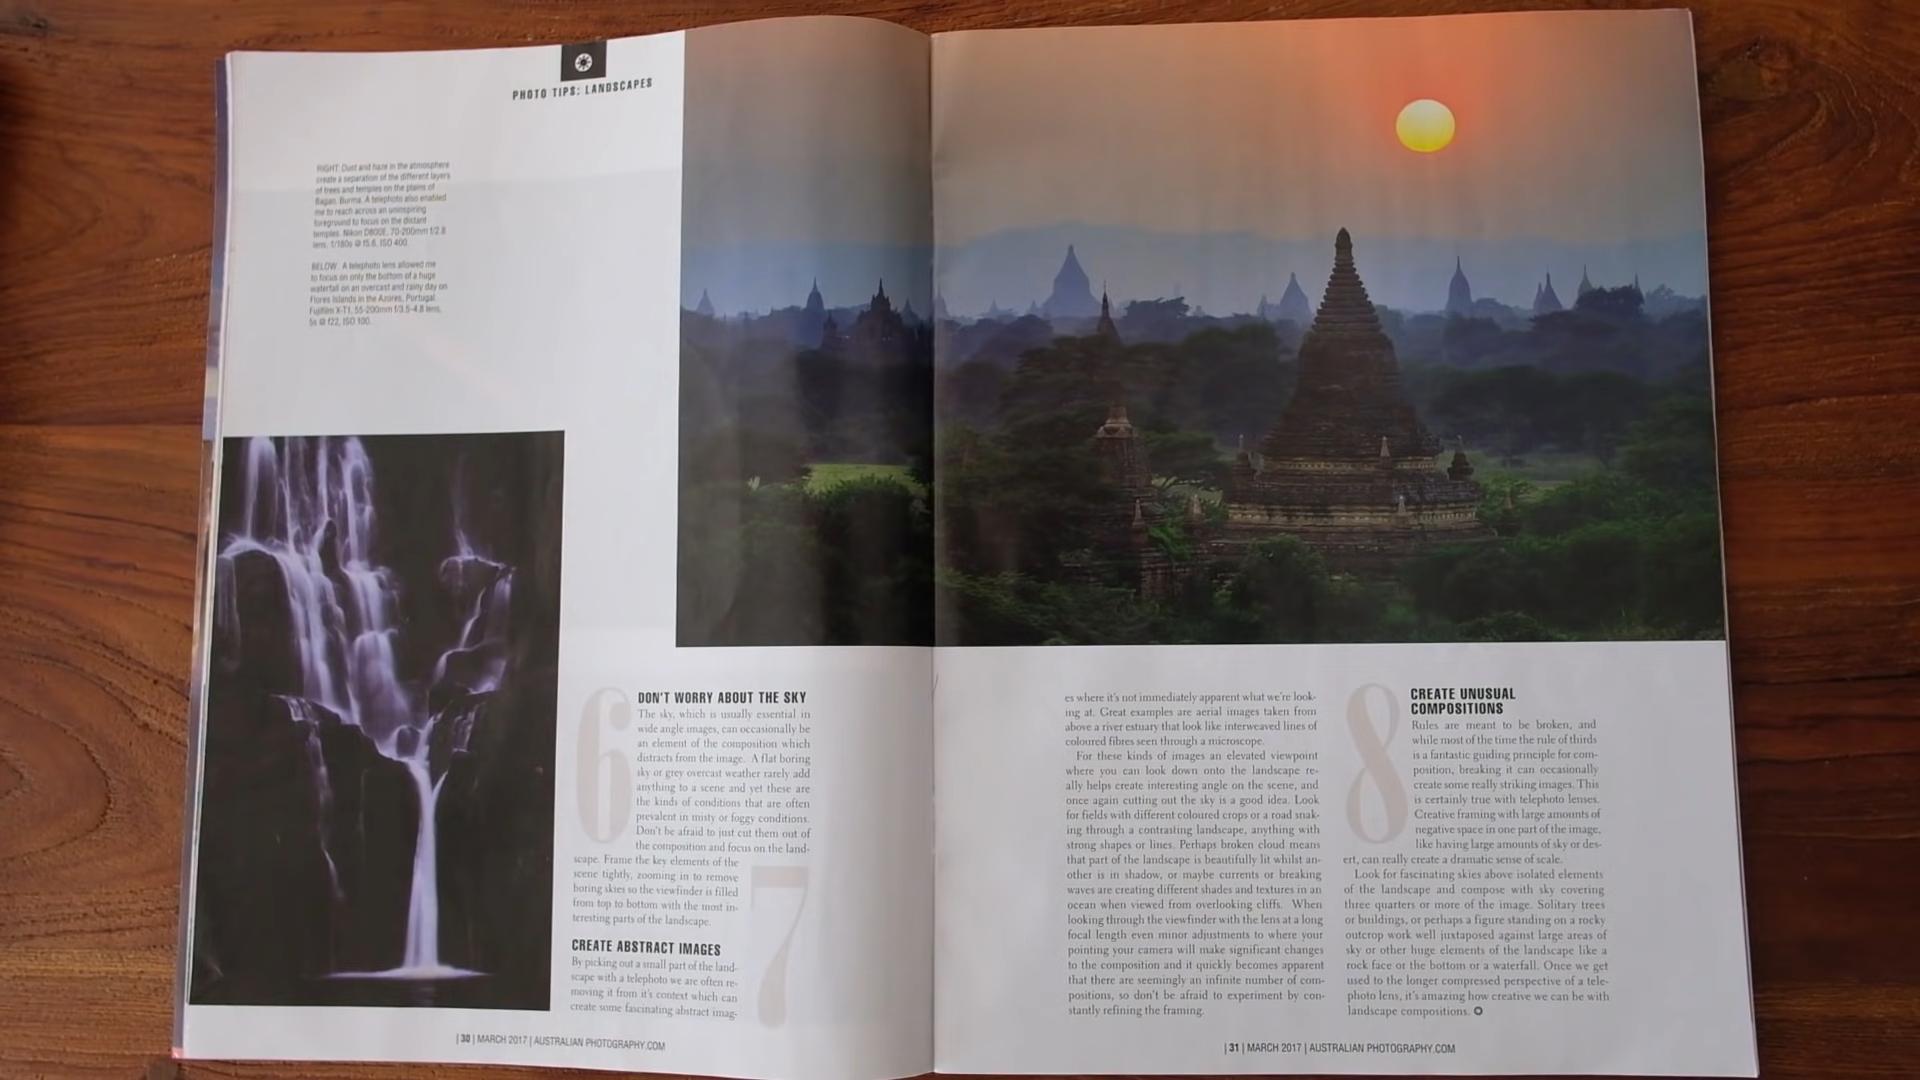 PHOTO TIPS: LANDSCAPES
RIGHT: Dust and haze in the atmosphere
create a separation of the different layers
of trees and temples on the plains of
Bagan, Burma. A telephoto also enabled
me to reach across an uninspiring
foreground to focus on the distant
temples. Nikon D800E, 70-200mm f/2.8
lens, 1/180s @ f5.6, ISO 400.
BELOW: A telephoto lens allowed me
to focus on only the bottom of a huge
waterfall on an overcast and rainy day on
Flores Islands in the Azores, Portugal.
Fujifilm X-T1, 55-200mm f/3.5-4.8 lens,
5s @ f22, ISO 100.
6
DON'T WORRY ABOUT THE SKY
The sky, which is usually essential in
wide angle images, can occasionally be
an element of the composition which
distracts from the image. A flat boring
sky or grey overcast weather rarely add
anything to a scene and yet these are
the kinds of conditions that are often
prevalent in misty or foggy conditions.
Don't be afraid to just cut them out of
the composition and focus on the land-
scape. Frame the key elements of the
scene tightly, zooming in to remove
boring skies so the viewfinder is filled
from top to bottom with the most in-
teresting parts of the landscape.
7
CREATE ABSTRACT IMAGES
By picking out a small part of the land-
scape with a telephoto we are often re-
moving it from it's context which can
create some fascinating abstract imag-
| 30 | MARCH 2017 | AUSTRALIAN PHOTOGRAPHY.COM
es where it's not immediately apparent what we're look-
ing at. Great examples are aerial images taken from
above a river estuary that look like interweaved lines of
coloured fibres seen through a microscope.
For these kinds of images an elevated viewpoint
where you can look down onto the landscape re-
ally helps create interesting angle on the scene, and
once again cutting out the sky is a good idea. Look
for fields with different coloured crops or a road snak-
ing through a contrasting landscape, anything with
strong shapes or lines. Perhaps broken cloud means
that part of the landscape is beautifully lit whilst an-
other is in shadow, or maybe currents or breaking
waves are creating different shades and textures in an
ocean when viewed from overlooking cliffs. When
looking through the viewfinder with the lens at a long
focal length even minor adjustments to where your
pointing your camera will make significant changes
to the composition and it quickly becomes apparent
that there are seemingly an infinite number of com-
positions, so don't be afraid to experiment by con-
stantly refining the framing.
8
CREATE UNUSUAL
COMPOSITIONS
Rules are meant to be broken, and
while most of the time the rule of thirds
is a fantastic guiding principle for com-
position, breaking it can occasionally
create some really striking images. This
is certainly true with telephoto lenses.
Creative framing with large amounts of
negative space in one part of the image,
like having large amounts of sky or des-
ert, can really create a dramatic sense of scale.
Look for fascinating skies above isolated elements
of the landscape and compose with sky covering
three quarters or more of the image. Solitary trees
or buildings, or perhaps a figure standing on a rocky
outcrop work well juxtaposed against large areas of
sky or other huge elements of the landscape like a
rock face or the bottom or a waterfall. Once we get
used to the longer compressed perspective of a tele-
photo lens, it's amazing how creative we can be with
landscape compositions.
| 31 | MARCH 2017 | AUSTRALIAN PHOTOGRAPHY.COM